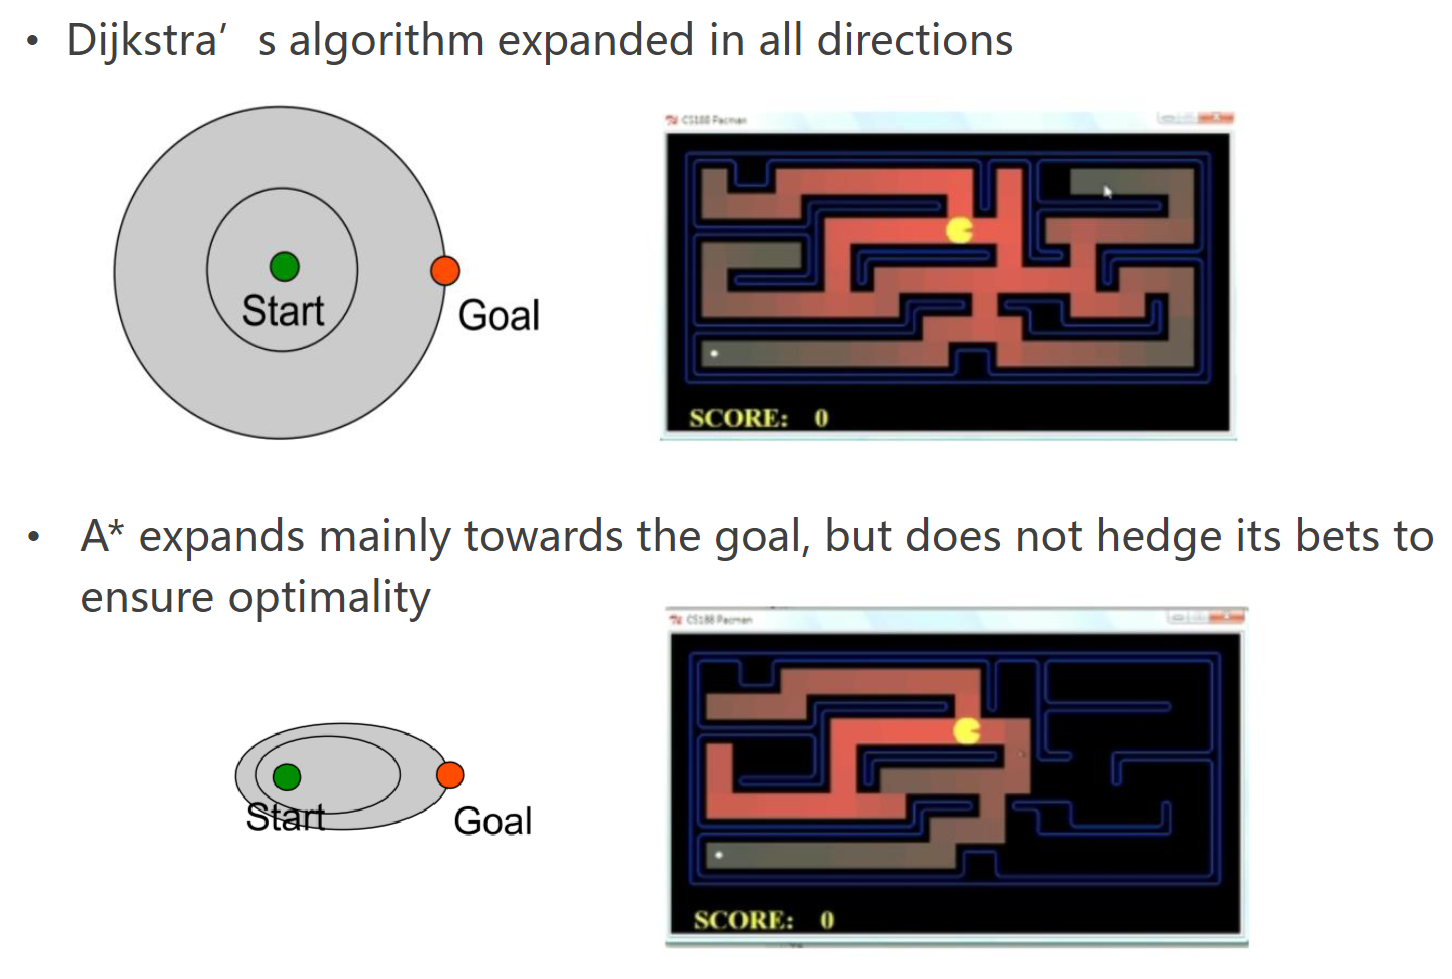 • Dijkstra’ s algorithm expanded in all directions
Start
Goal
CS188 Pacman
SCORE: 0
• A* expands mainly towards the goal, but does not hedge its bets to
ensure optimality
Start
Goal
CS188 Pacman
SCORE: 0